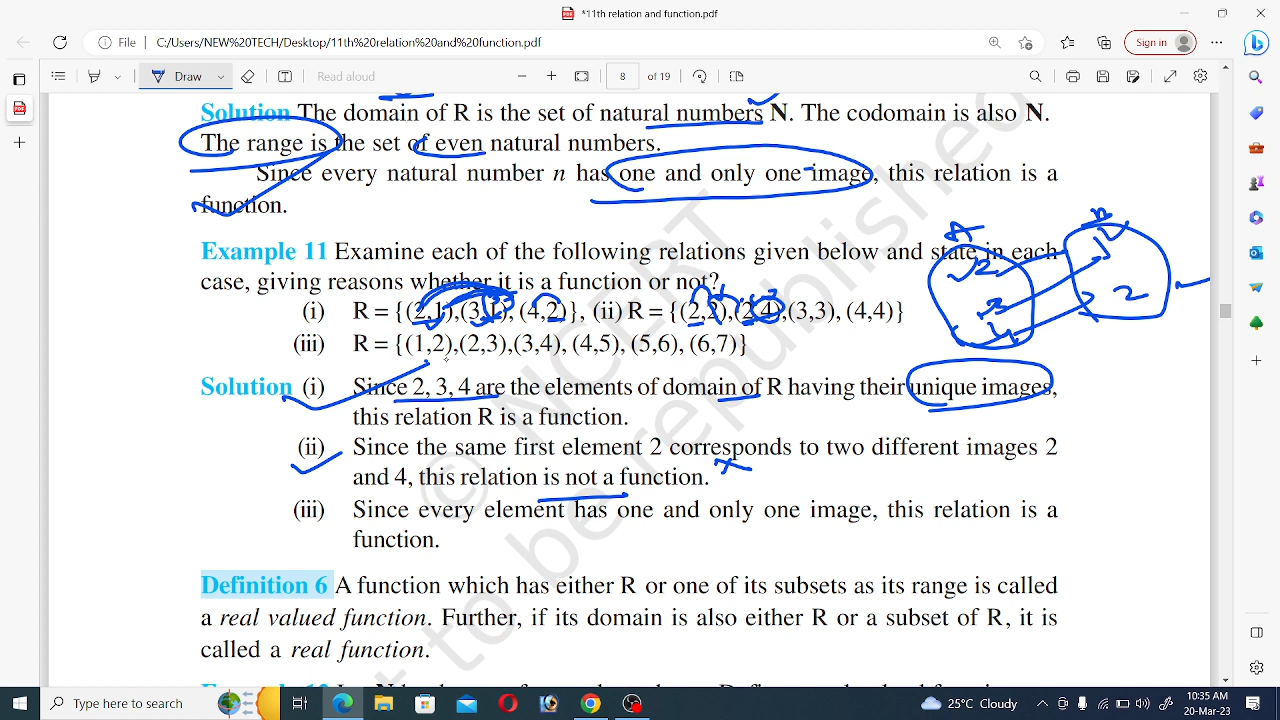 *11th relation and function.pdf
File C:/Users/NEW%20TECH/Desktop/11th%20relation%20and%20function.pdf Sign in
Draw Read aloud 8 of 19
Solution The domain of R is the set of natural numbers N. The codomain is also N.
The range is the set of even natural numbers.
Since every natural number n has one and only one image, this relation is a
function.
Example 11 Examine each of the following relations given below and state in each
case, giving reasons whether it is a function or not?
(i) R = {(2,1),(3,1), (4,2)}, (ii) R = {(2,2),(2,4),(3,3), (4,4)}
(iii) R = {(1,2),(2,3),(3,4), (4,5), (5,6), (6,7)}
Solution (i) Since 2, 3, 4 are the elements of domain of R having their unique images,
this relation R is a function.
(ii) Since the same first element 2 corresponds to two different images 2
and 4, this relation is not a function.
(iii) Since every element has one and only one image, this relation is a
function.
Definition 6 A function which has either R or one of its subsets as its range is called
a real valued function. Further, if its domain is also either R or a subset of R, it is
called a real function.
A
2 1
3 2 2
4
© NCERT
not to be republished
Type here to search 25°C Cloudy 10:35 AM
20-Mar-23